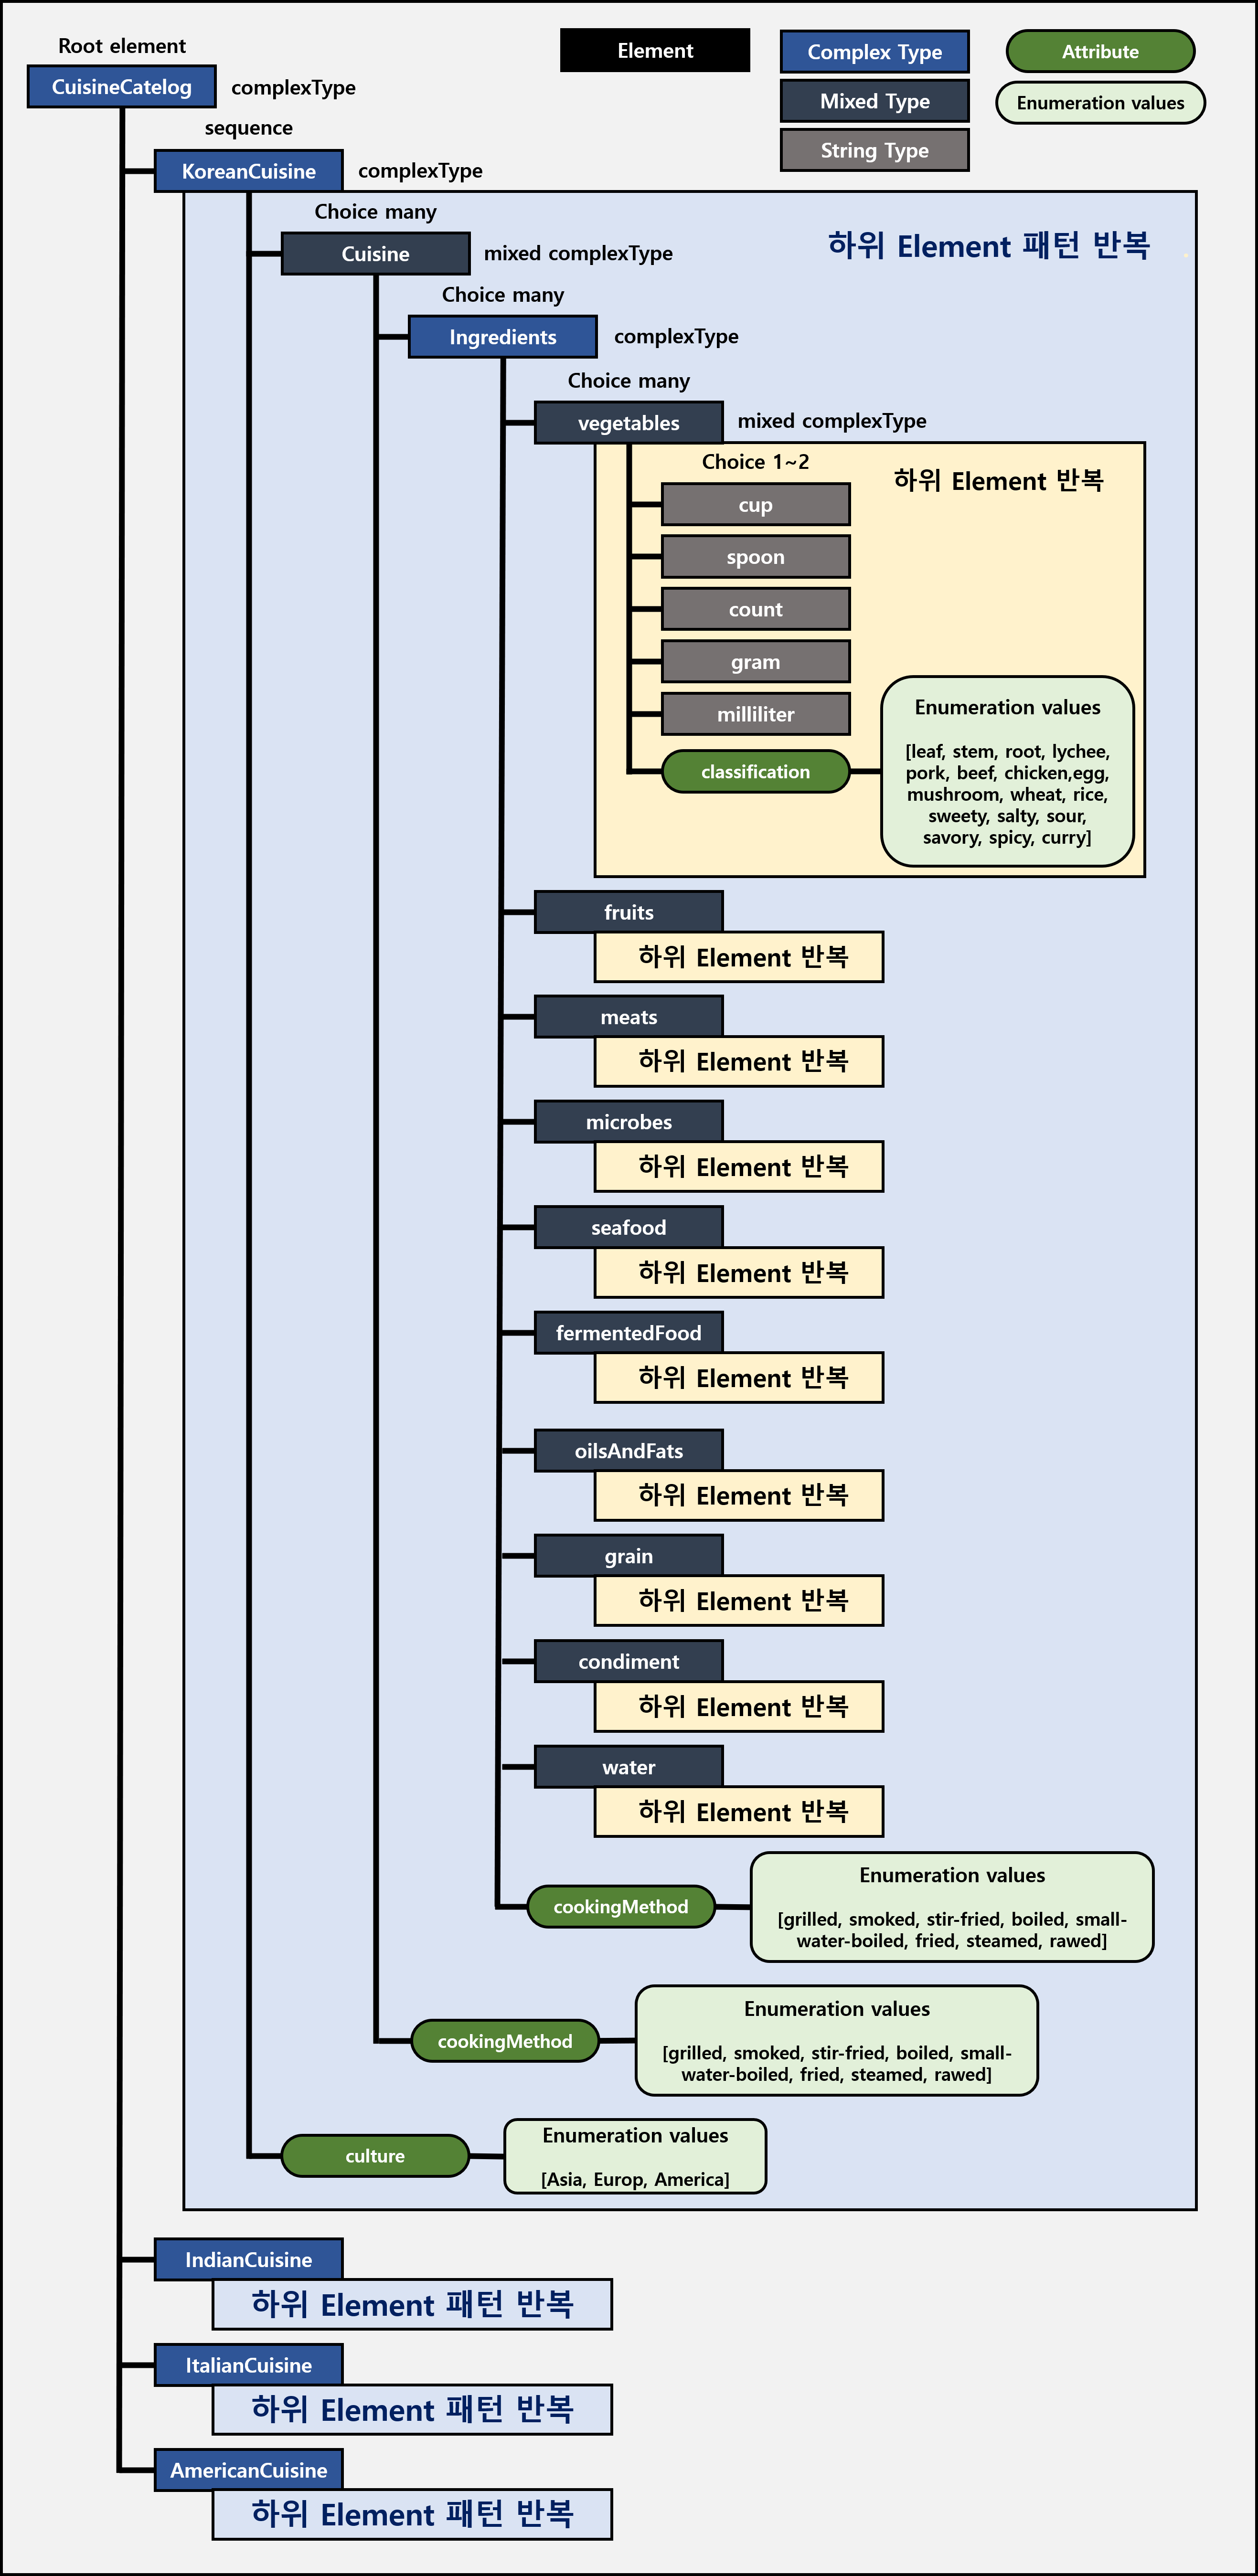 Root element
CuisineCatelog
complexType
Element
Complex Type
Mixed Type
String Type
Attribute
Enumeration values
sequence
KoreanCuisine
complexType
하위 Element 패턴 반복
Choice many
Cuisine
mixed complexType
Choice many
Ingredients
complexType
Choice many
vegetables
mixed complexType
Choice 1~2
하위 Element 반복
cup
spoon
count
gram
milliliter
classification
Enumeration values
[leaf, stem, root, lychee,
pork, beef, chicken,egg,
mushroom, wheat, rice,
sweety, salty, sour,
savory, spicy, curry]
fruits
하위 Element 반복
meats
하위 Element 반복
microbes
하위 Element 반복
seafood
하위 Element 반복
fermentedFood
하위 Element 반복
oilsAndFats
하위 Element 반복
grain
하위 Element 반복
condiment
하위 Element 반복
water
하위 Element 반복
cookingMethod
Enumeration values
[grilled, smoked, stir-fried, boiled, small-
water-boiled, fried, steamed, rawed]
cookingMethod
Enumeration values
[grilled, smoked, stir-fried, boiled, small-
water-boiled, fried, steamed, rawed]
culture
Enumeration values
[Asia, Europ, America]
IndianCuisine
하위 Element 패턴 반복
ItalianCuisine
하위 Element 패턴 반복
AmericanCuisine
하위 Element 패턴 반복